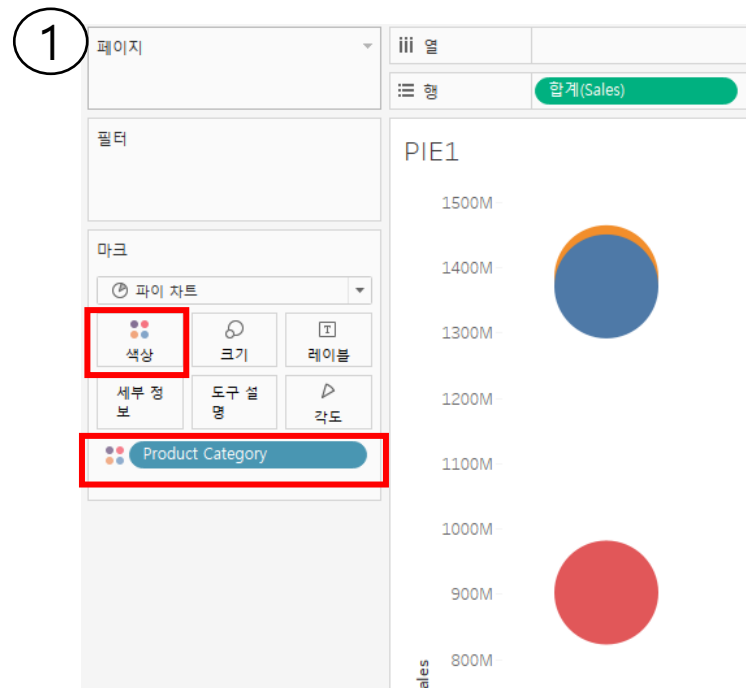 1
페이지
iii 열
행
합계(Sales)
필터
PIE1
1500M
마크
1400M
파이 차트
색상
크기
T
레이블
1300M
세부 정
보
도구 설
명
각도
1200M
Product Category
1100M
1000M
900M
800M
ales